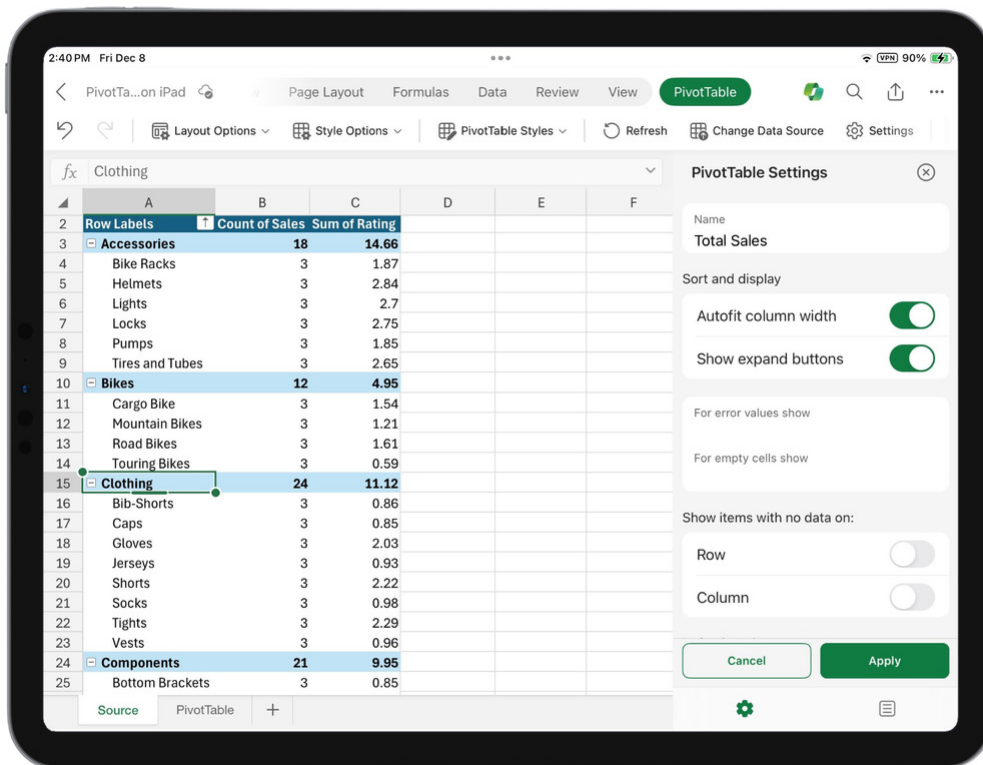 2:40 PM Fri Dec 8
VPN 90%
PivotTa...on iPad Page Layout Formulas Data Review View PivotTable
Layout Options Style Options PivotTable Styles Refresh Change Data Source Settings
fx Clothing
PivotTable Settings
A B C D E F
2 Row Labels Count of Sales Sum of Rating
3 Accessories 18 14.66
4 Bike Racks 3 1.87
5 Helmets 3 2.84
6 Lights 3 2.7
7 Locks 3 2.75
8 Pumps 3 1.85
9 Tires and Tubes 3 2.65
10 Bikes 12 4.95
11 Cargo Bike 3 1.54
12 Mountain Bikes 3 1.21
13 Road Bikes 3 1.61
14 Touring Bikes 3 0.59
15 Clothing 24 11.12
16 Bib-Shorts 3 0.86
17 Caps 3 0.85
18 Gloves 3 2.03
19 Jerseys 3 0.93
20 Shorts 3 2.22
21 Socks 3 0.98
22 Tights 3 2.29
23 Vests 3 0.96
24 Components 21 9.95
25 Bottom Brackets 3 0.85
Source PivotTable
Name
Total Sales
Sort and display
Autofit column width
Show expand buttons
For error values show
For empty cells show
Show items with no data on:
Row
Column
Cancel Apply